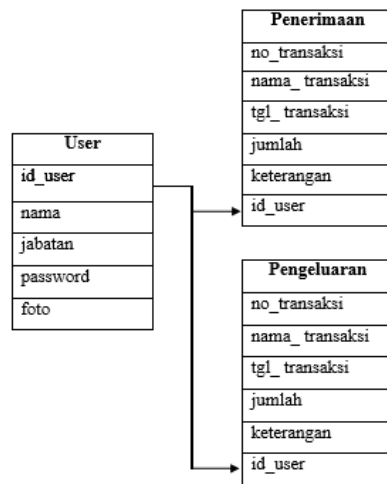 User
id_user
nama
jabatan
password
foto
Penerimaan
no_transaksi
nama_ transaksi
tgl_ transaksi
jumlah
keterangan
id_user
Pengeluaran
no_transaksi
nama_ transaksi
tgl_ transaksi
jumlah
keterangan
id_user